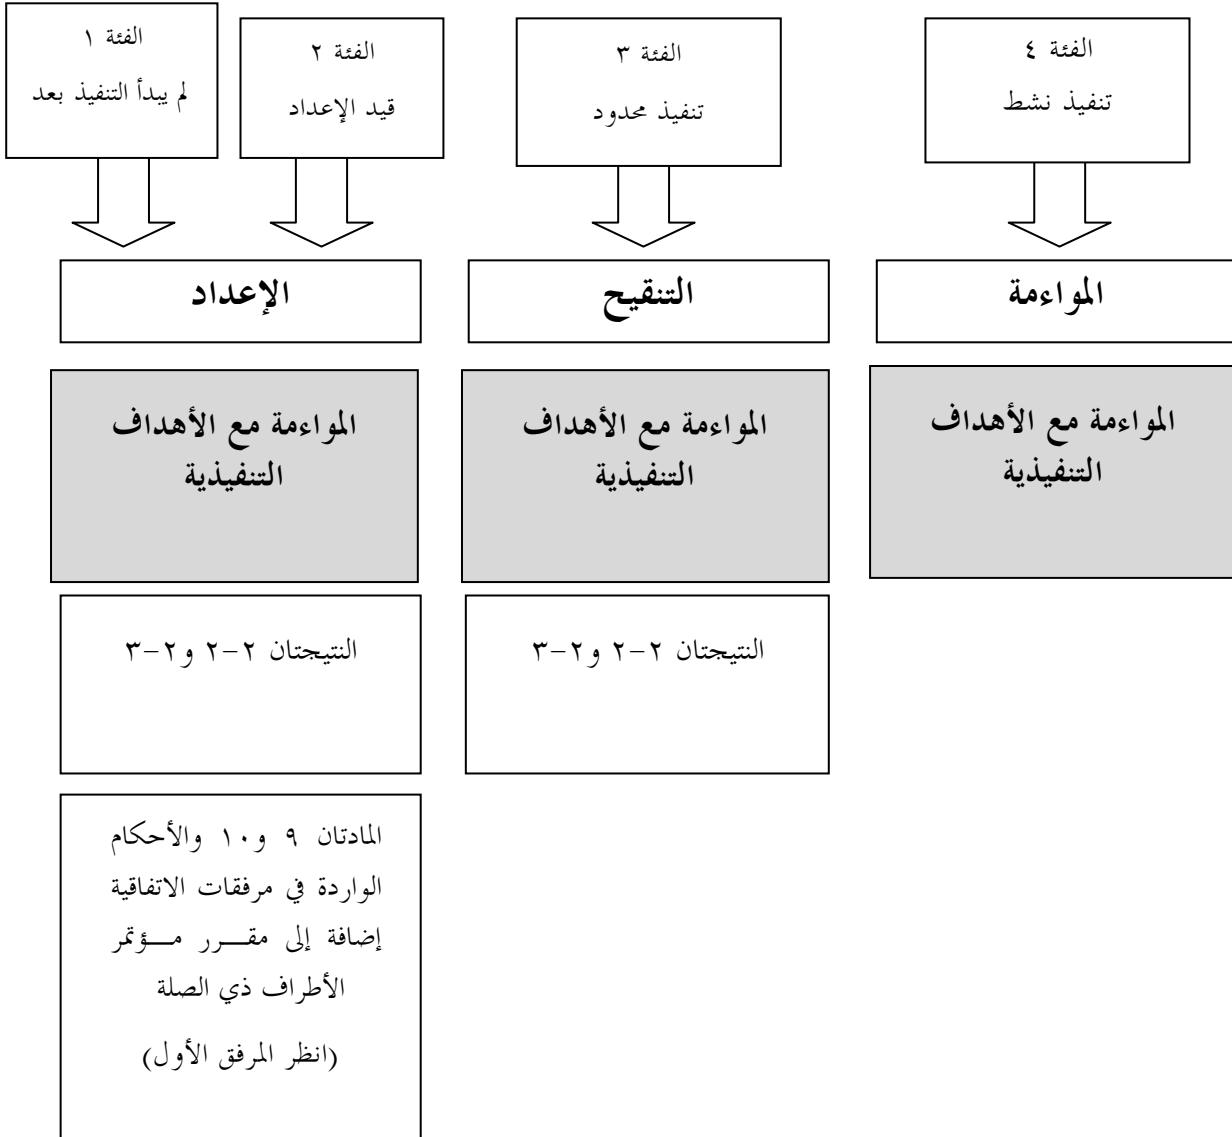 الفئة ١
لم يبدأ التنفيذ بعد
الفئة ٢
قيد الإعداد
الفئة ٣
تنفيذ محدود
الفئة ٤
تنفيذ نشط
الإعداد
التنقيح
المواءمة
المواءمة مع الأهداف
التنفيذية
المواءمة مع الأهداف
التنفيذية
المواءمة مع الأهداف
التنفيذية
النتيجتان ٢-٢ و٢-٣
النتيجتان ٢-٢ و٢-٣
المادتان ٩ و١٠ والأحكام
الواردة في مرفقات الاتفاقية
إضافة إلى مقـــرر مـــؤتمر
الأطراف ذي الصلة
(انظر المرفق الأول)